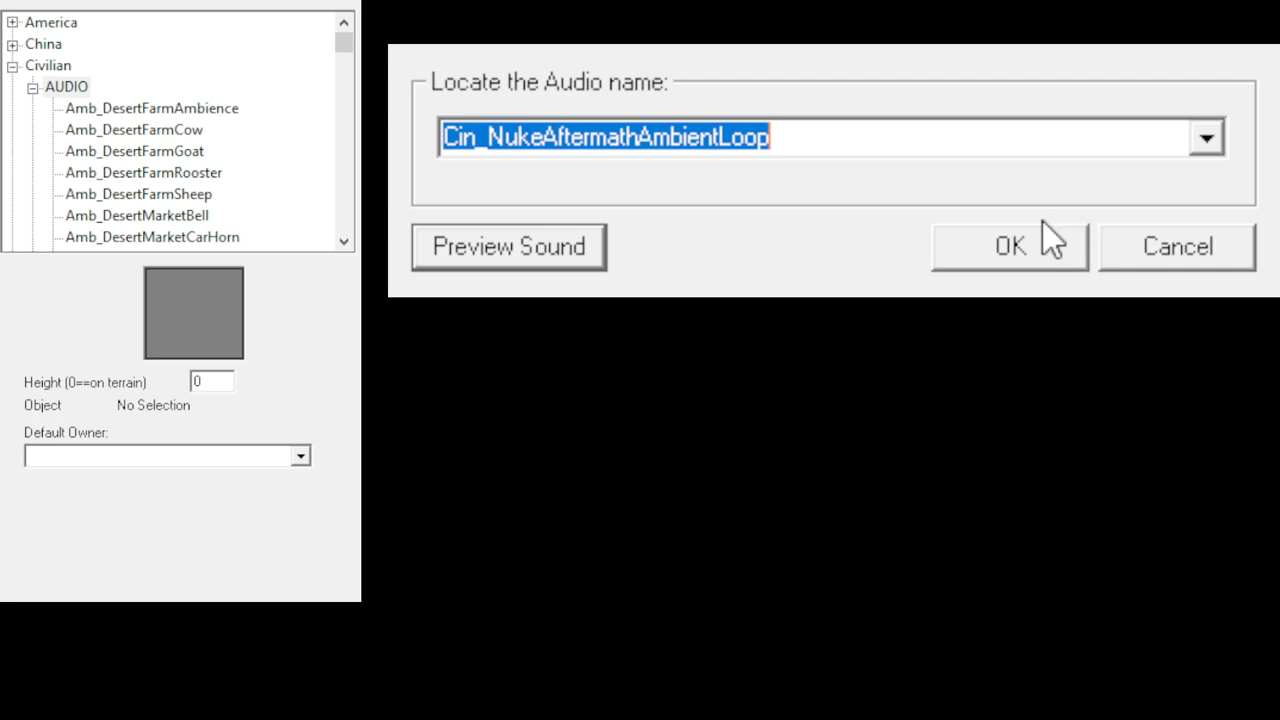 America
China
Civilian
AUDIO
Amb_DesertFarmAmbience
Amb_DesertFarmCow
Amb_DesertFarmGoat
Amb_DesertFarmRooster
Amb_DesertFarmSheep
Amb_DesertMarketBell
Amb_DesertMarketCarHorn
Height (0==on terrain) 0
Object No Selection
Default Owner:
Locate the Audio name:
Cin_NukeAftermathAmbientLoop
Preview Sound OK Cancel